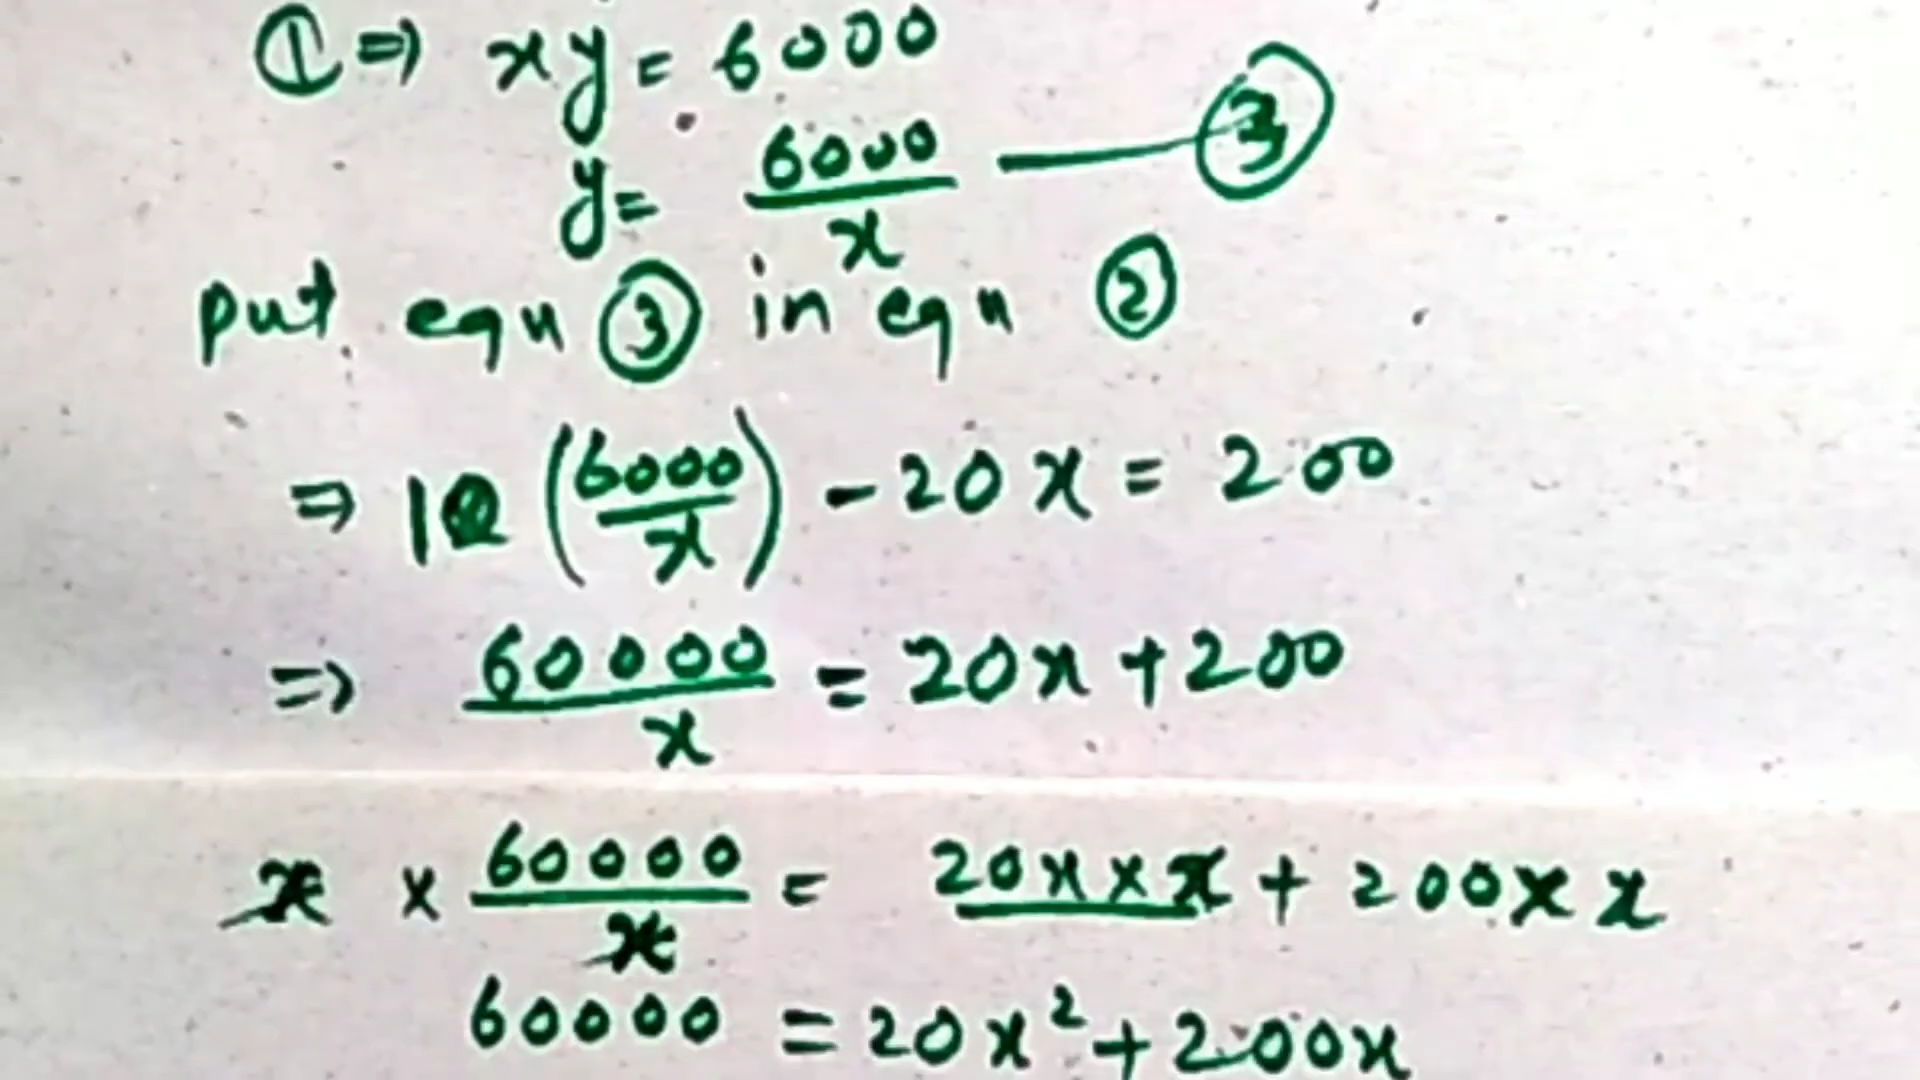 ① ⇒ xy = 6000
y = 6000/x — ③
put eqn ③ in eqn ②
⇒ 10 (6000/x) - 20x = 200
⇒ 60000/x = 20x + 200
x × 60000/x = 20x × x + 200 × x
60000 = 20x² + 200x